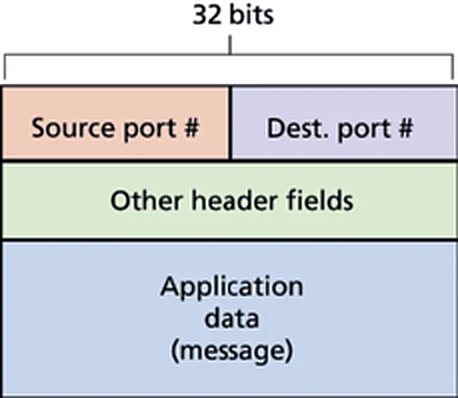 32 bits
Source port #
Dest. port #
Other header fields
Application
data
(message)